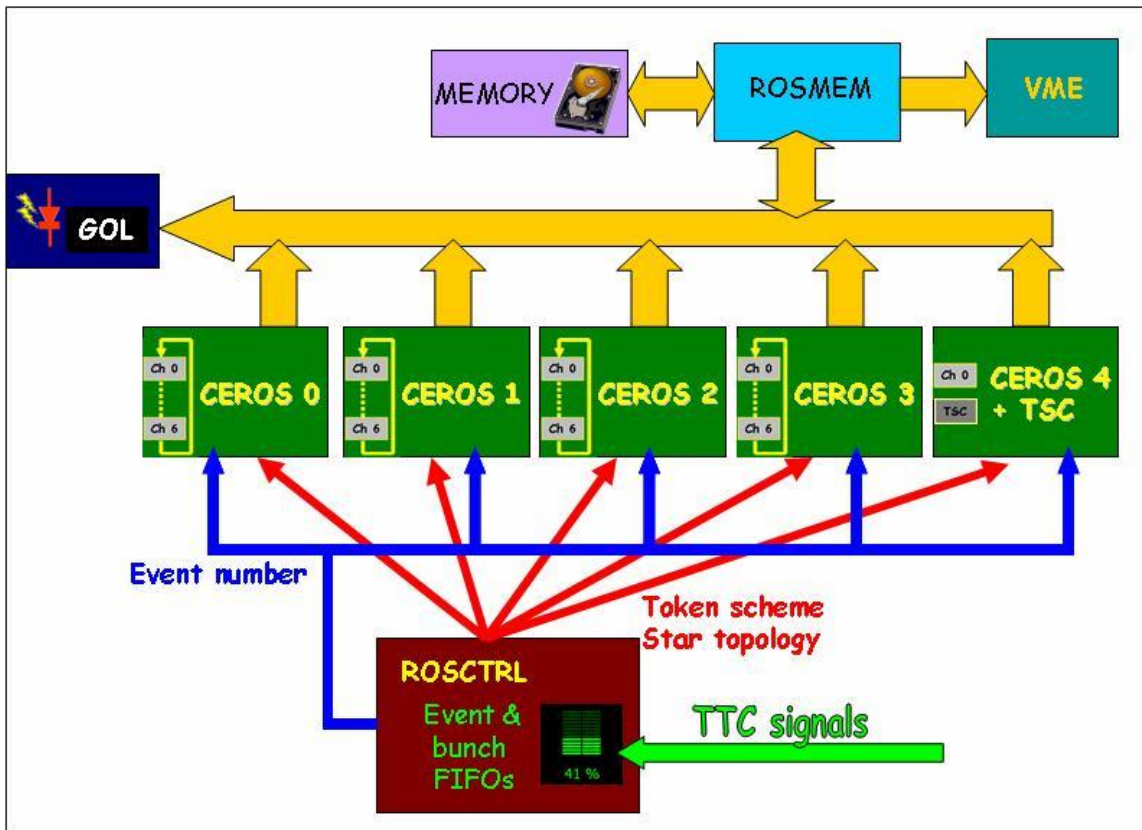 MEMORY
ROSMEM
VME
GOL
Ch 0
Ch 6
CEROS 0
Ch 0
Ch 6
CEROS 1
Ch 0
Ch 6
CEROS 2
Ch 0
Ch 6
CEROS 3
Ch 0
TSC
CEROS 4
+ TSC
Event number
Token scheme
Star topology
ROSCTRL
Event &
bunch
FIFOs
41 %
TTC signals